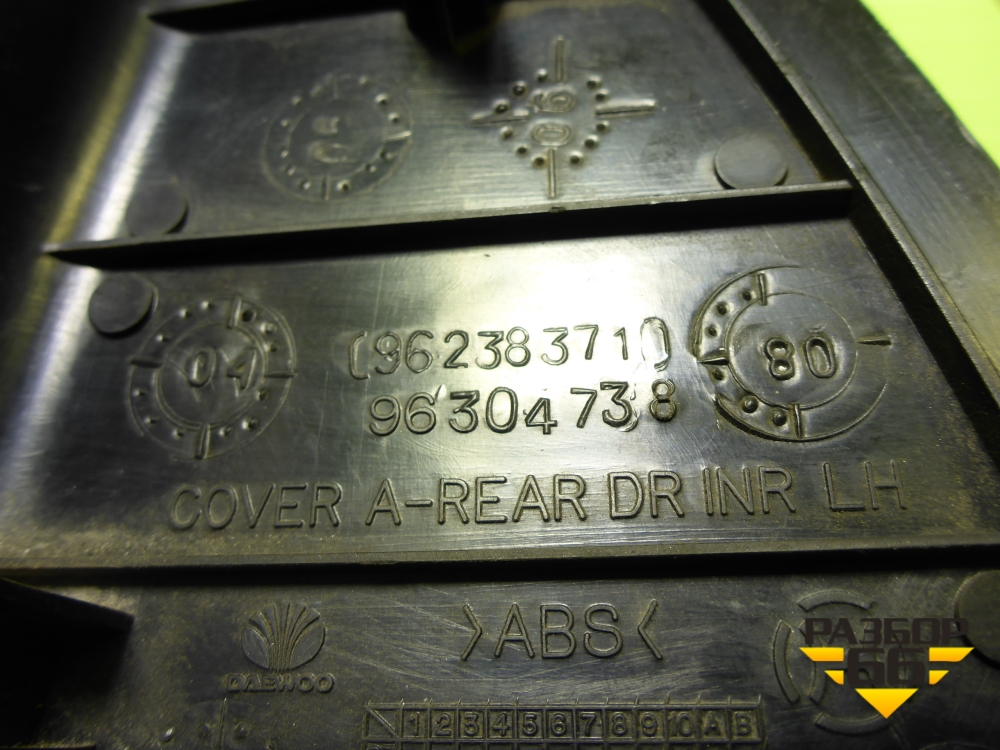 06
04
(96238371)
96304738
80
COVER A-REAR DR INR LH
DAEWOO
>ABS<
РАЗБОР
66
1 2 3 4 5 6 7 8 9 10 A B